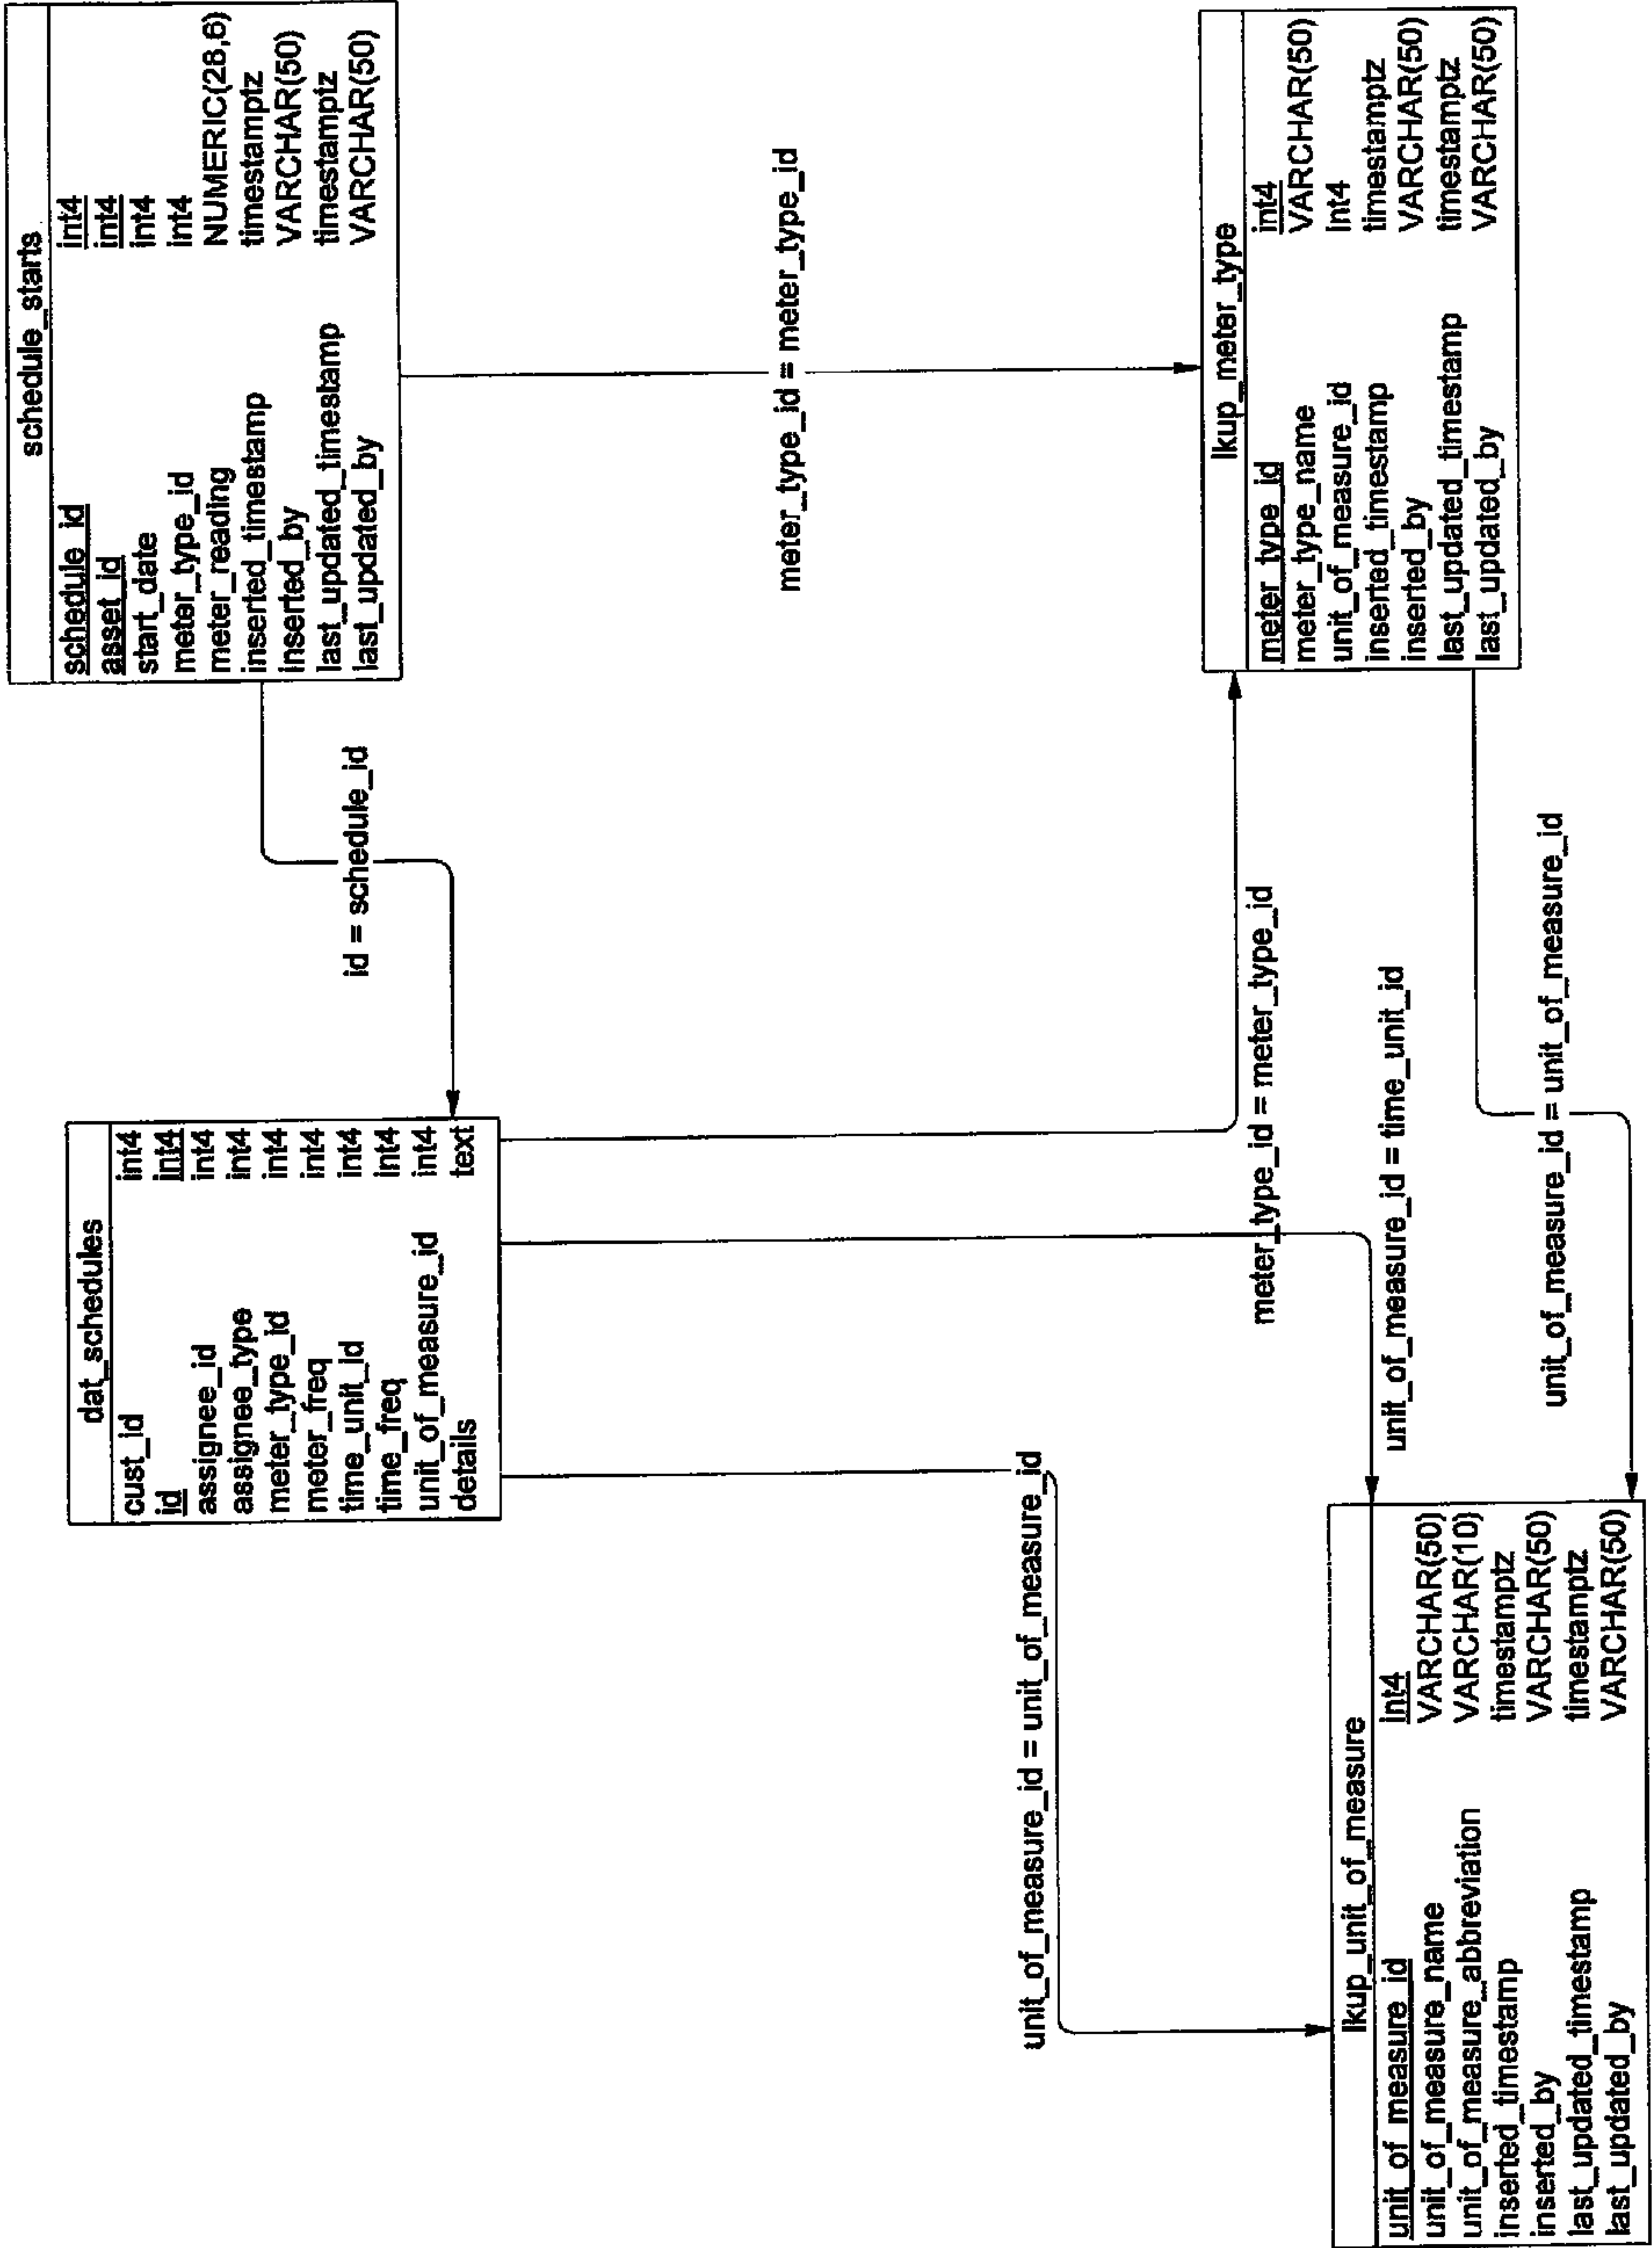 schedule_starts
schedule_id int4
asset_id int4
start_date int4
meter_type_id int4
meter_reading NUMERIC(28,6)
inserted_timestamp timestamptz
inserted_by VARCHAR(50)
last_updated_timestamp timestamptz
last_updated_by VARCHAR(50)
id = schedule_id
meter_type_id = meter_type_id
dat_schedules
cust_id int4
id int4
assignee_id int4
assignee_type int4
meter_type_id int4
meter_freq int4
time_unit_id int4
time_freq int4
unit_of_measure_id int4
details text
unit_of_measure_id = unit_of_measure_id
meter_type_id = meter_type_id
unit_of_measure_id = time_unit_id
unit_of_measure_id = unit_of_measure_id
lkup_meter_type
meter_type_id int4
meter_type_name VARCHAR(50)
unit_of_measure_id int4
inserted_timestamp timestamptz
inserted_by VARCHAR(50)
last_updated_timestamp timestamptz
last_updated_by VARCHAR(50)
lkup_unit_of_measure
unit_of_measure_id int4
unit_of_measure_name VARCHAR(50)
unit_of_measure_abbreviation VARCHAR(10)
inserted_timestamp timestamptz
inserted_by VARCHAR(50)
last_updated_timestamp timestamptz
last_updated_by VARCHAR(50)